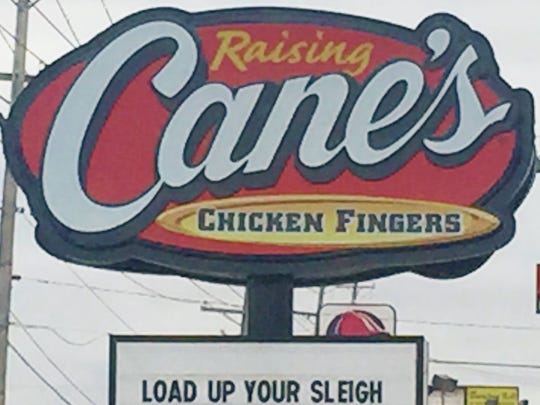 Raising
Cane's
CHICKEN FINGERS
LOAD UP YOUR SLEIGH